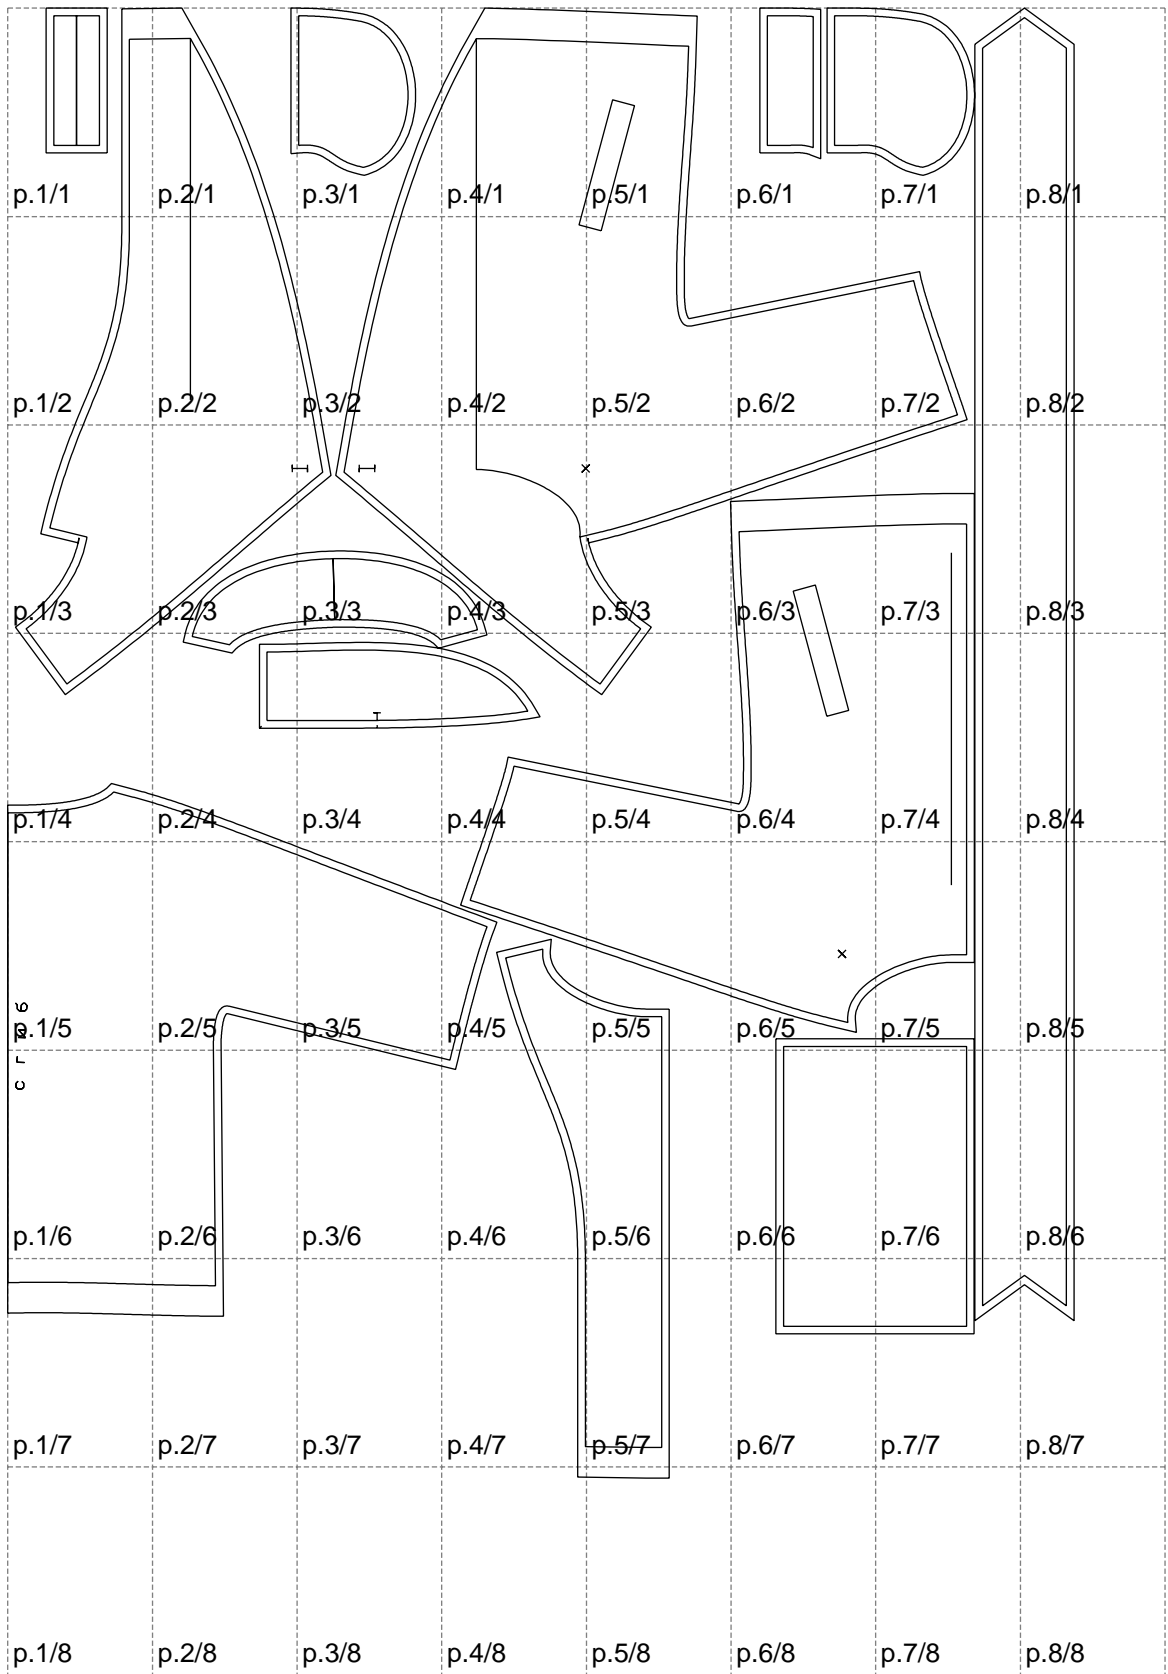 p.1/1 p.2/1 p.3/1 p.4/1 p.5/1 p.6/1 p.7/1 p.8/1
p.1/2 p.2/2 p.3/2 p.4/2 p.5/2 p.6/2 p.7/2 p.8/2
p.1/3 p.2/3 p.3/3 p.4/3 p.5/3 p.6/3 p.7/3 p.8/3
p.1/4 p.2/4 p.3/4 p.4/4 p.5/4 p.6/4 p.7/4 p.8/4
сгиб
p.1/5 p.2/5 p.3/5 p.4/5 p.5/5 p.6/5 p.7/5 p.8/5
p.1/6 p.2/6 p.3/6 p.4/6 p.5/6 p.6/6 p.7/6 p.8/6
p.1/7 p.2/7 p.3/7 p.4/7 p.5/7 p.6/7 p.7/7 p.8/7
p.1/8 p.2/8 p.3/8 p.4/8 p.5/8 p.6/8 p.7/8 p.8/8